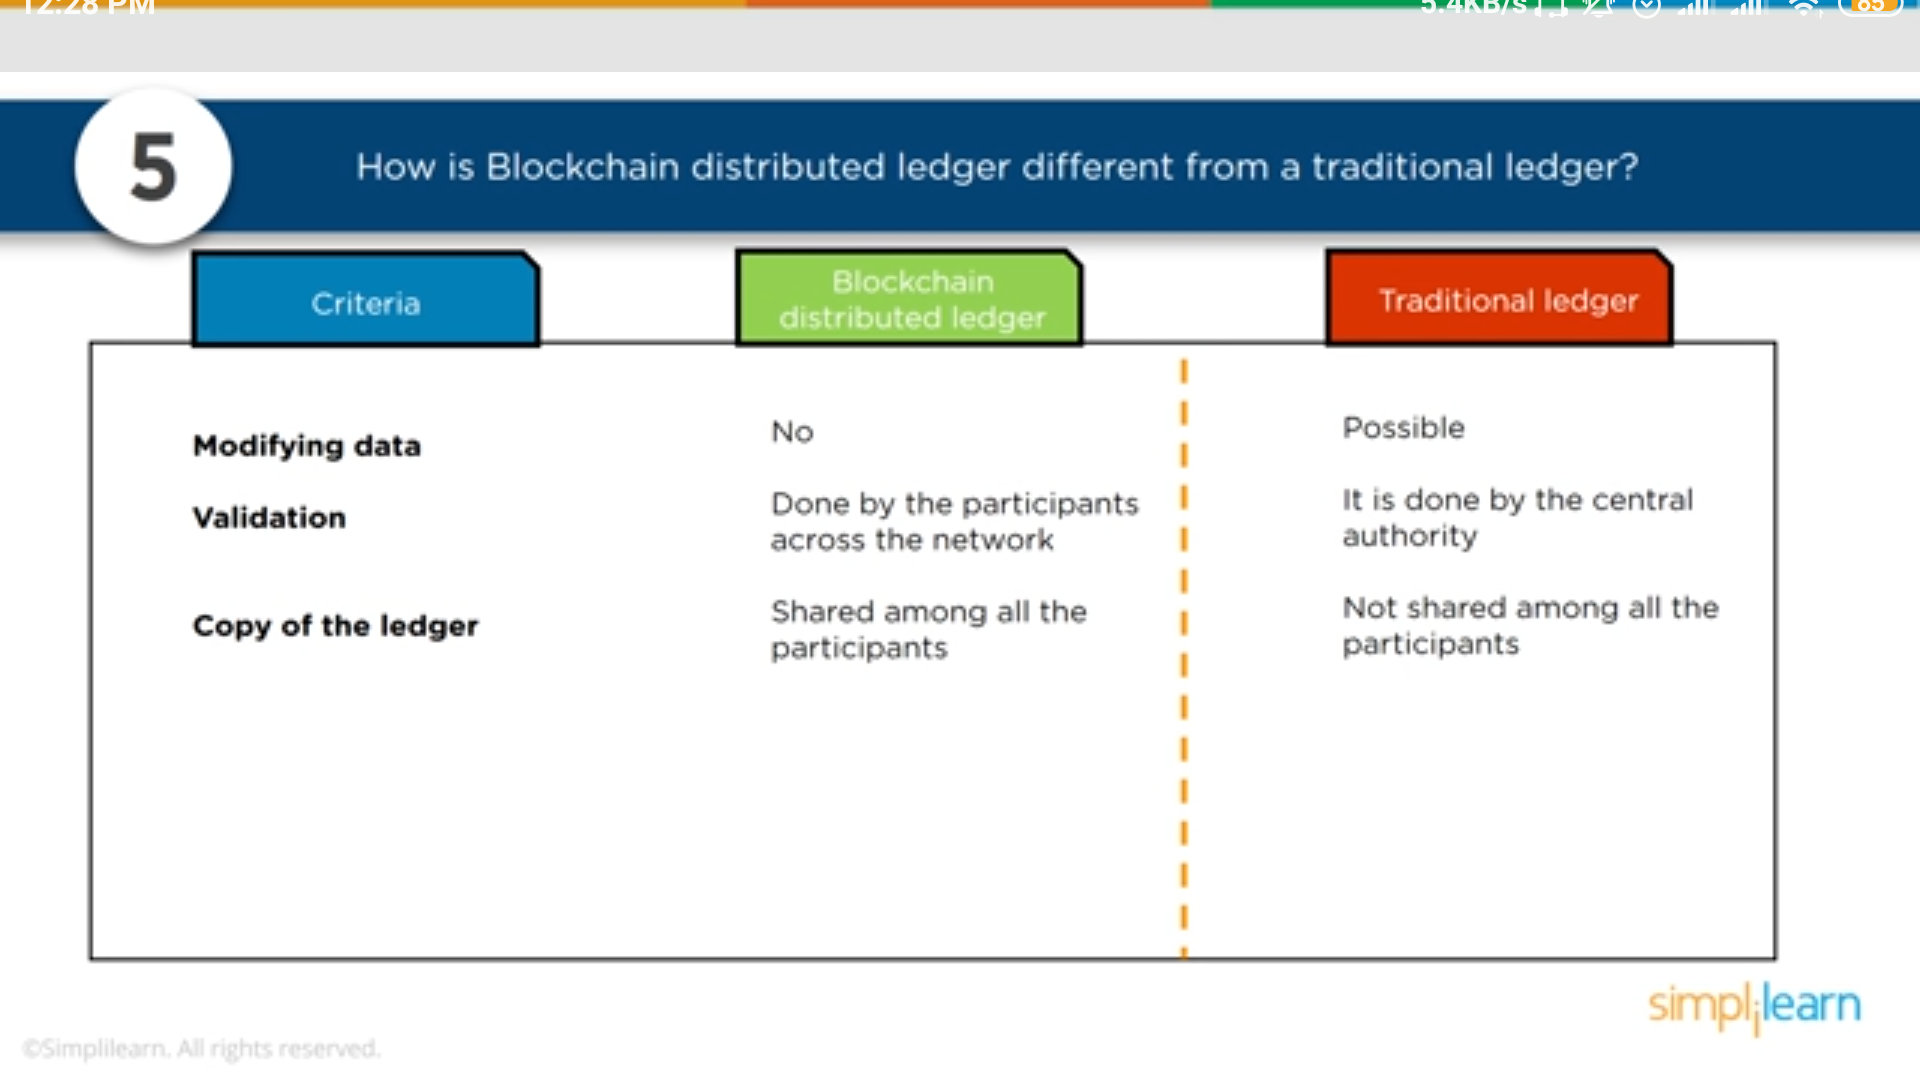 12:28 PM
5.4KB/s
85
5
How is Blockchain distributed ledger different from a traditional ledger?
Criteria
Blockchain
distributed ledger
Traditional ledger
Modifying data
No
Possible
Validation
Done by the participants
across the network
It is done by the central
authority
Copy of the ledger
Shared among all the
participants
Not shared among all the
participants
simplilearn
©Simplilearn. All rights reserved.